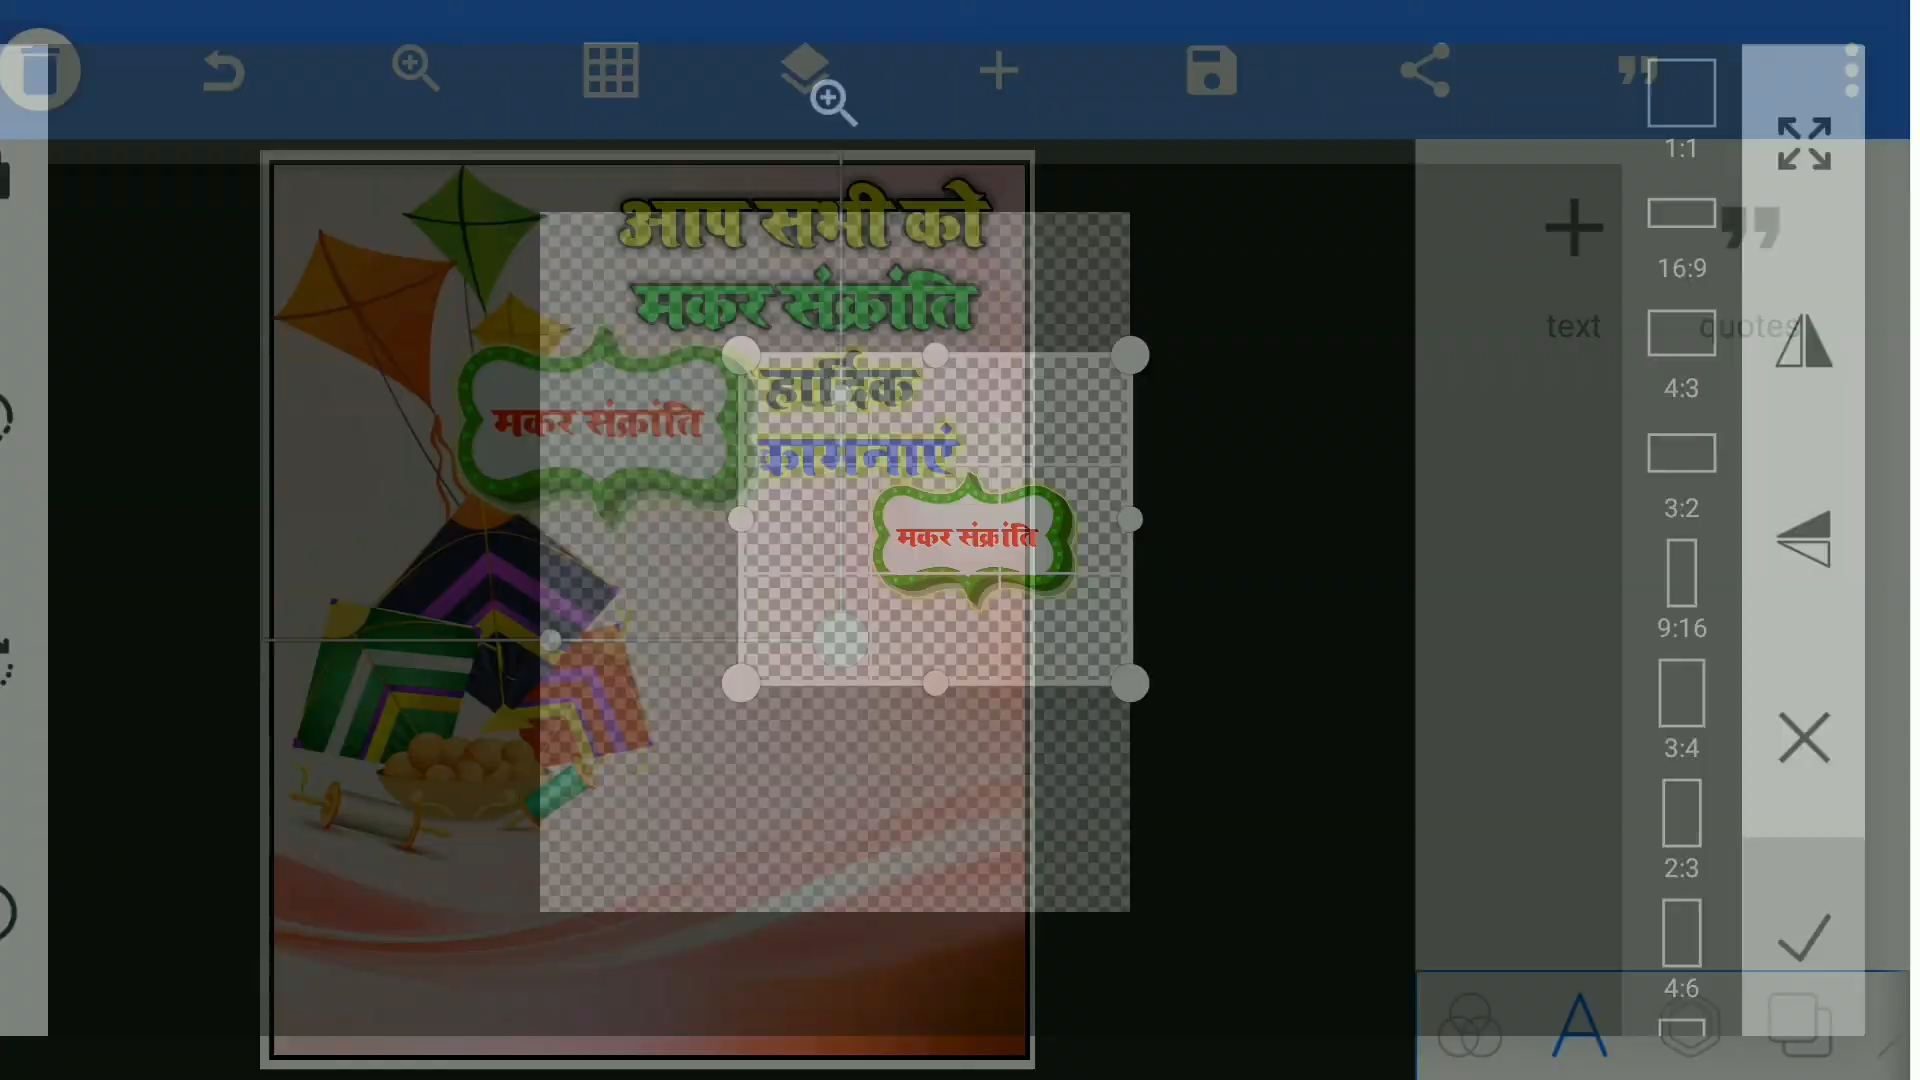 आप सभी को
मकर संक्रांति
हार्दिक
कामनाएं
मकर संक्रांति
मकर संक्रांति
text
quotes
1:1
16:9
4:3
3:2
9:16
3:4
2:3
4:6